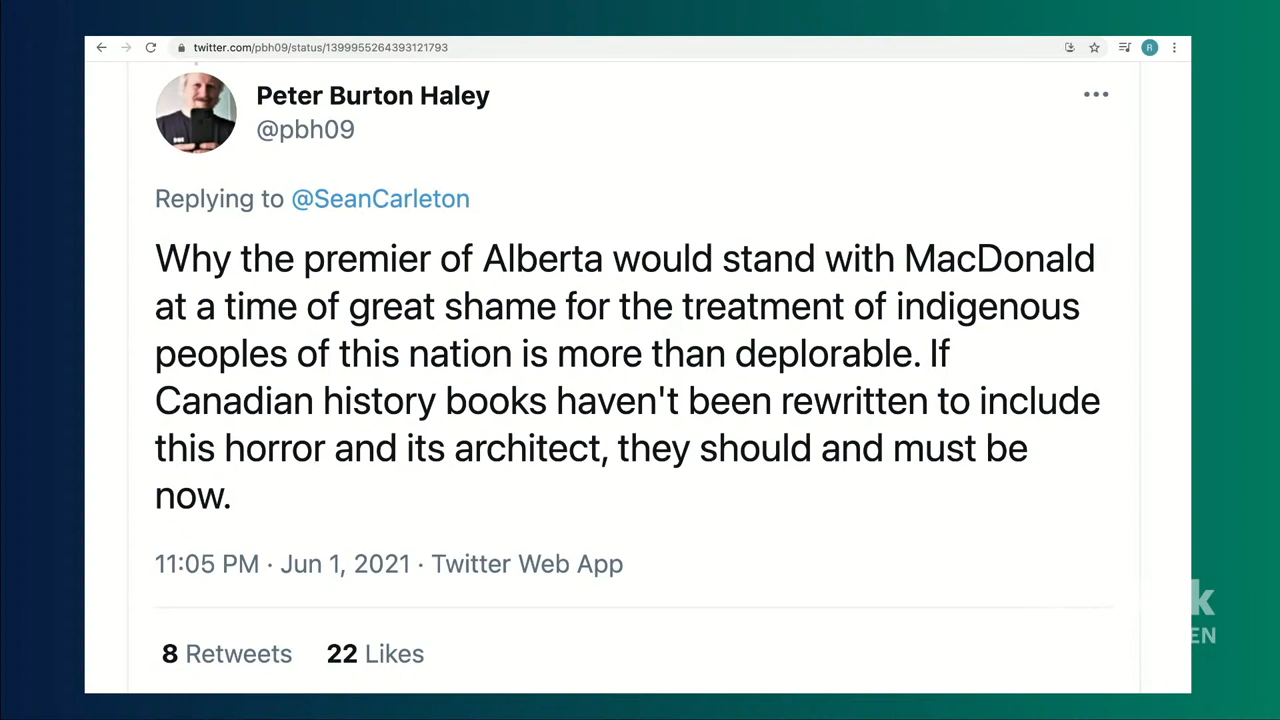 twitter.com/pbh09/status/1399955264393121793
R
Peter Burton Haley
@pbh09
Replying to @SeanCarleton
Why the premier of Alberta would stand with MacDonald
at a time of great shame for the treatment of indigenous
peoples of this nation is more than deplorable. If
Canadian history books haven't been rewritten to include
this horror and its architect, they should and must be
now.
11:05 PM · Jun 1, 2021 · Twitter Web App
8 Retweets 22 Likes
k
EN